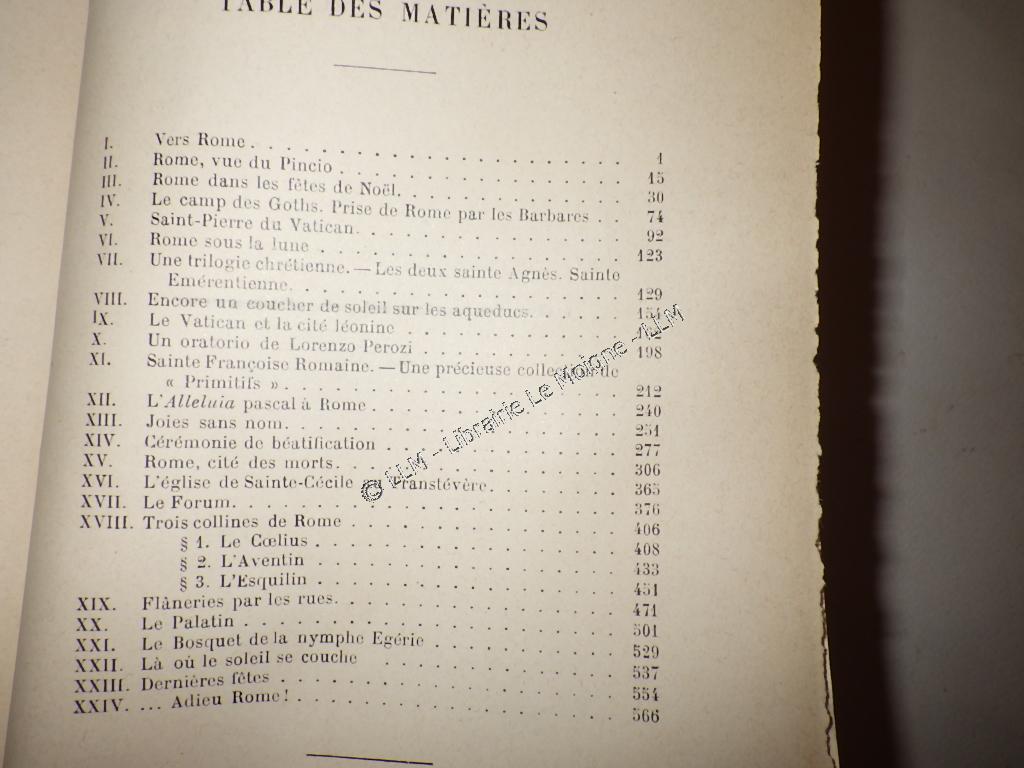 TABLE DES MATIÈRES
I. Vers Rome . . . . . . . . . . . . . . . . . . 1
II. Rome, vue du Pincio . . . . . . . . . . . . . . 15
III. Rome dans les fêtes de Noël. . . . . . . . . . . . 30
IV. Le camp des Goths. Prise de Rome par les Barbares . . 74
V. Saint-Pierre du Vatican. . . . . . . . . . . . . 92
VI. Rome sous la lune . . . . . . . . . . . . . . 123
VII. Une trilogie chrétienne. — Les deux sainte Agnès. Sainte
Emérentienne. . . . . . . . . . . . . . . 129
VIII. Encore un coucher de soleil sur les aqueducs. . . . . .
IX. Le Vatican et la cité léonine . . . . . . . . . .
X. Un oratorio de Lorenzo Perozi . . . . . . . . . 198
XI. Sainte Françoise Romaine. — Une précieuse collection de
« Primitifs » . . . . . . . . . . . . . . . 212
XII. L'Alleluia pascal à Rome . . . . . . . . . . . . 240
XIII. Joies sans nom. . . . . . . . . . . . . . . . 251
XIV. Cérémonie de béatification . . . . . . . . . . . 277
XV. Rome, cité des morts. . . . . . . . . . . . . . 306
XVI. L'église de Sainte-Cécile au Transtévère. . . . . . . 365
XVII. Le Forum. . . . . . . . . . . . . . . . . . 376
XVIII. Trois collines de Rome . . . . . . . . . . . . . 406
§ 1. Le Cœlius . . . . . . . . . . . . . . . 408
§ 2. L'Aventin . . . . . . . . . . . . . . . 433
§ 3. L'Esquilin . . . . . . . . . . . . . . . 451
XIX. Flâneries par les rues. . . . . . . . . . . . . . 471
XX. Le Palatin . . . . . . . . . . . . . . . . . 501
XXI. Le Bosquet de la nymphe Egérie . . . . . . . . . 529
XXII. Là où le soleil se couche . . . . . . . . . . . 537
XXIII. Dernières fêtes . . . . . . . . . . . . . . . 554
XXIV. ... Adieu Rome ! . . . . . . . . . . . . . . . 566
© LLM - Librairie Le Moigne - LLM